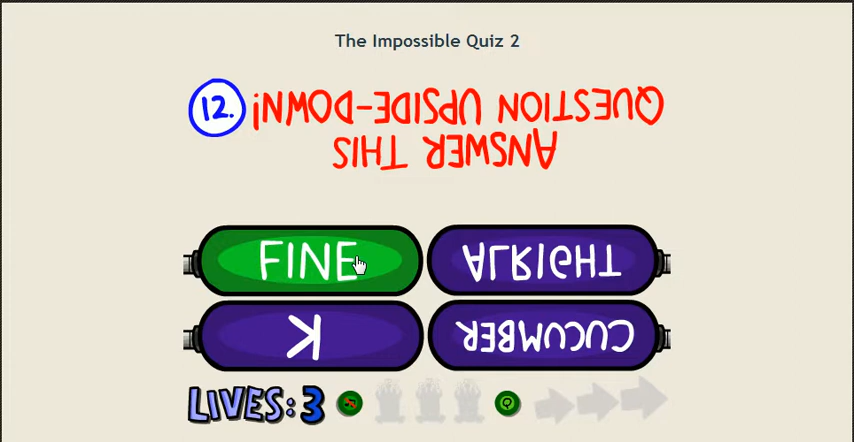 The Impossible Quiz 2
12.
ANSWER THIS
QUESTION UPSIDE-DOWN!
FINE
ALRIGHT
K
CUCUMBER
LIVES: 3